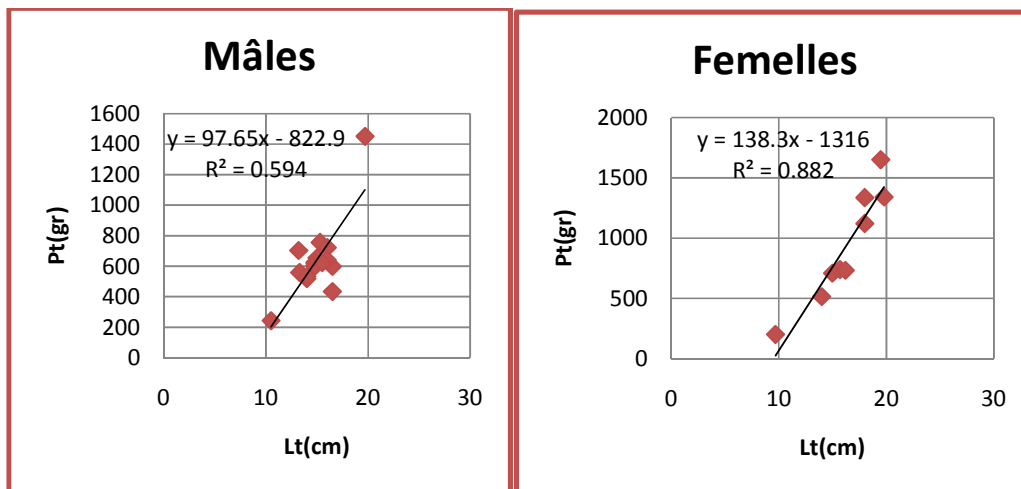 Mâles
1600
1400
1200
1000
800
600
400
200
0
y = 97.65x - 822.9
R² = 0.594
Pt(gr)
0 10 20 30
Lt(cm)
Femelles
2000
1500
1000
500
0
y = 138.3x - 1316
R² = 0.882
Pt(gr)
0 10 20 30
Lt(cm)